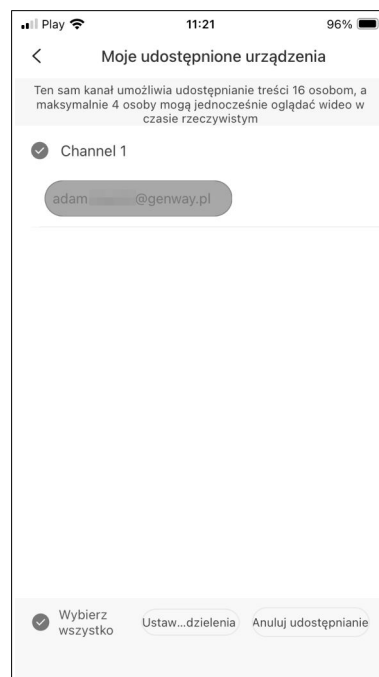 Play 11:21 96%
Moje udostępnione urządzenia
Ten sam kanał umożliwia udostępnianie treści 16 osobom, a
maksymalnie 4 osoby mogą jednocześnie oglądać wideo w
czasie rzeczywistym
Channel 1
adam @genway.pl
Wybierz
wszystko
Ustaw...dzielenia
Anuluj udostępnianie